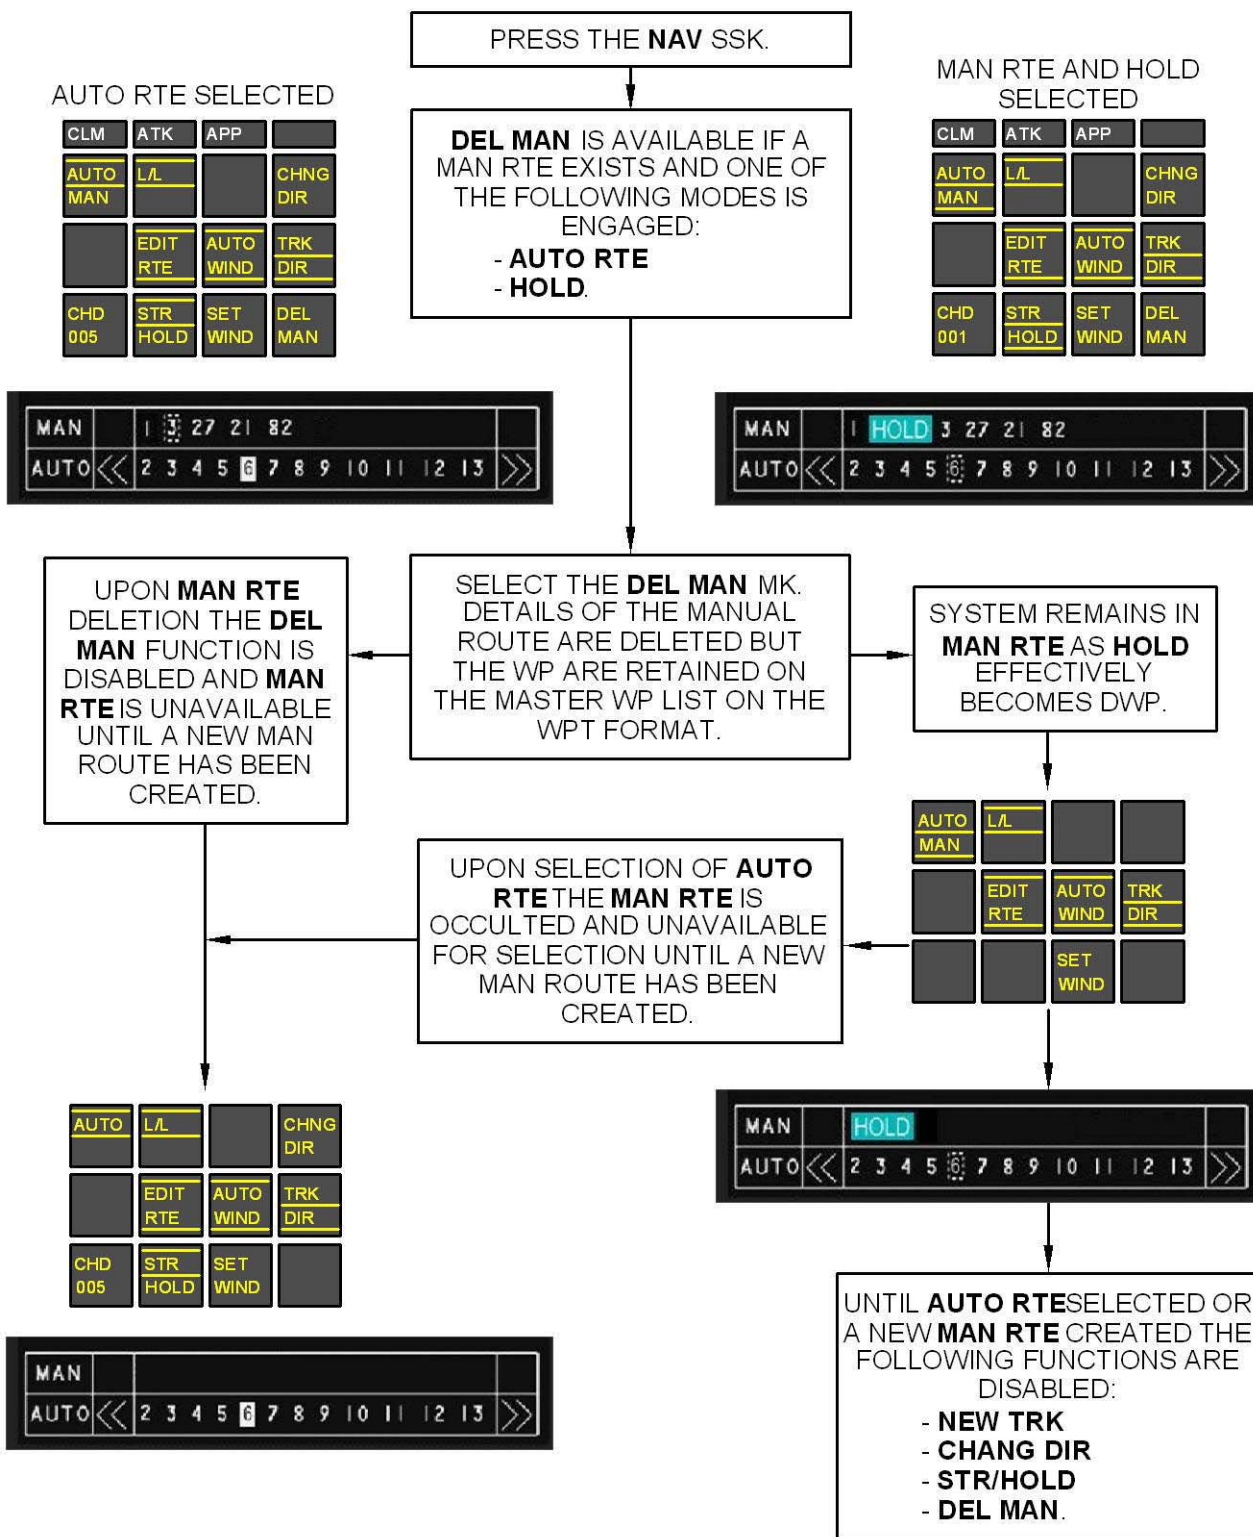 PRESS THE NAV SSK.
AUTO RTE SELECTED
CLM ATK APP
AUTO L/L CHNG
MAN DIR
EDIT AUTO TRK
RTE WIND DIR
CHD STR SET DEL
005 HOLD WIND MAN
MAN 1 3 27 21 82
AUTO << 2 3 4 5 6 7 8 9 10 11 12 13 >>
DEL MAN IS AVAILABLE IF A
MAN RTE EXISTS AND ONE OF
THE FOLLOWING MODES IS
ENGAGED:
- AUTO RTE
- HOLD.
MAN RTE AND HOLD
SELECTED
CLM ATK APP
AUTO L/L CHNG
MAN DIR
EDIT AUTO TRK
RTE WIND DIR
CHD STR SET DEL
001 HOLD WIND MAN
MAN 1 HOLD 3 27 21 82
AUTO << 2 3 4 5 6 7 8 9 10 11 12 13 >>
UPON MAN RTE
DELETION THE DEL
MAN FUNCTION IS
DISABLED AND MAN
RTE IS UNAVAILABLE
UNTIL A NEW MAN
ROUTE HAS BEEN
CREATED.
SELECT THE DEL MAN MK.
DETAILS OF THE MANUAL
ROUTE ARE DELETED BUT
THE WP ARE RETAINED ON
THE MASTER WP LIST ON THE
WPT FORMAT.
SYSTEM REMAINS IN
MAN RTE AS HOLD
EFFECTIVELY
BECOMES DWP.
AUTO L/L
MAN
EDIT AUTO TRK
RTE WIND DIR
SET
WIND
UPON SELECTION OF AUTO
RTE THE MAN RTE IS
OCCULTED AND UNAVAILABLE
FOR SELECTION UNTIL A NEW
MAN ROUTE HAS BEEN
CREATED.
AUTO L/L CHNG
DIR
EDIT AUTO TRK
RTE WIND DIR
CHD STR SET
005 HOLD WIND
MAN
AUTO << 2 3 4 5 6 7 8 9 10 11 12 13 >>
MAN HOLD
AUTO << 2 3 4 5 6 7 8 9 10 11 12 13 >>
UNTIL AUTO RTE SELECTED OR
A NEW MAN RTE CREATED THE
FOLLOWING FUNCTIONS ARE
DISABLED:
- NEW TRK
- CHANG DIR
- STR/HOLD
- DEL MAN.